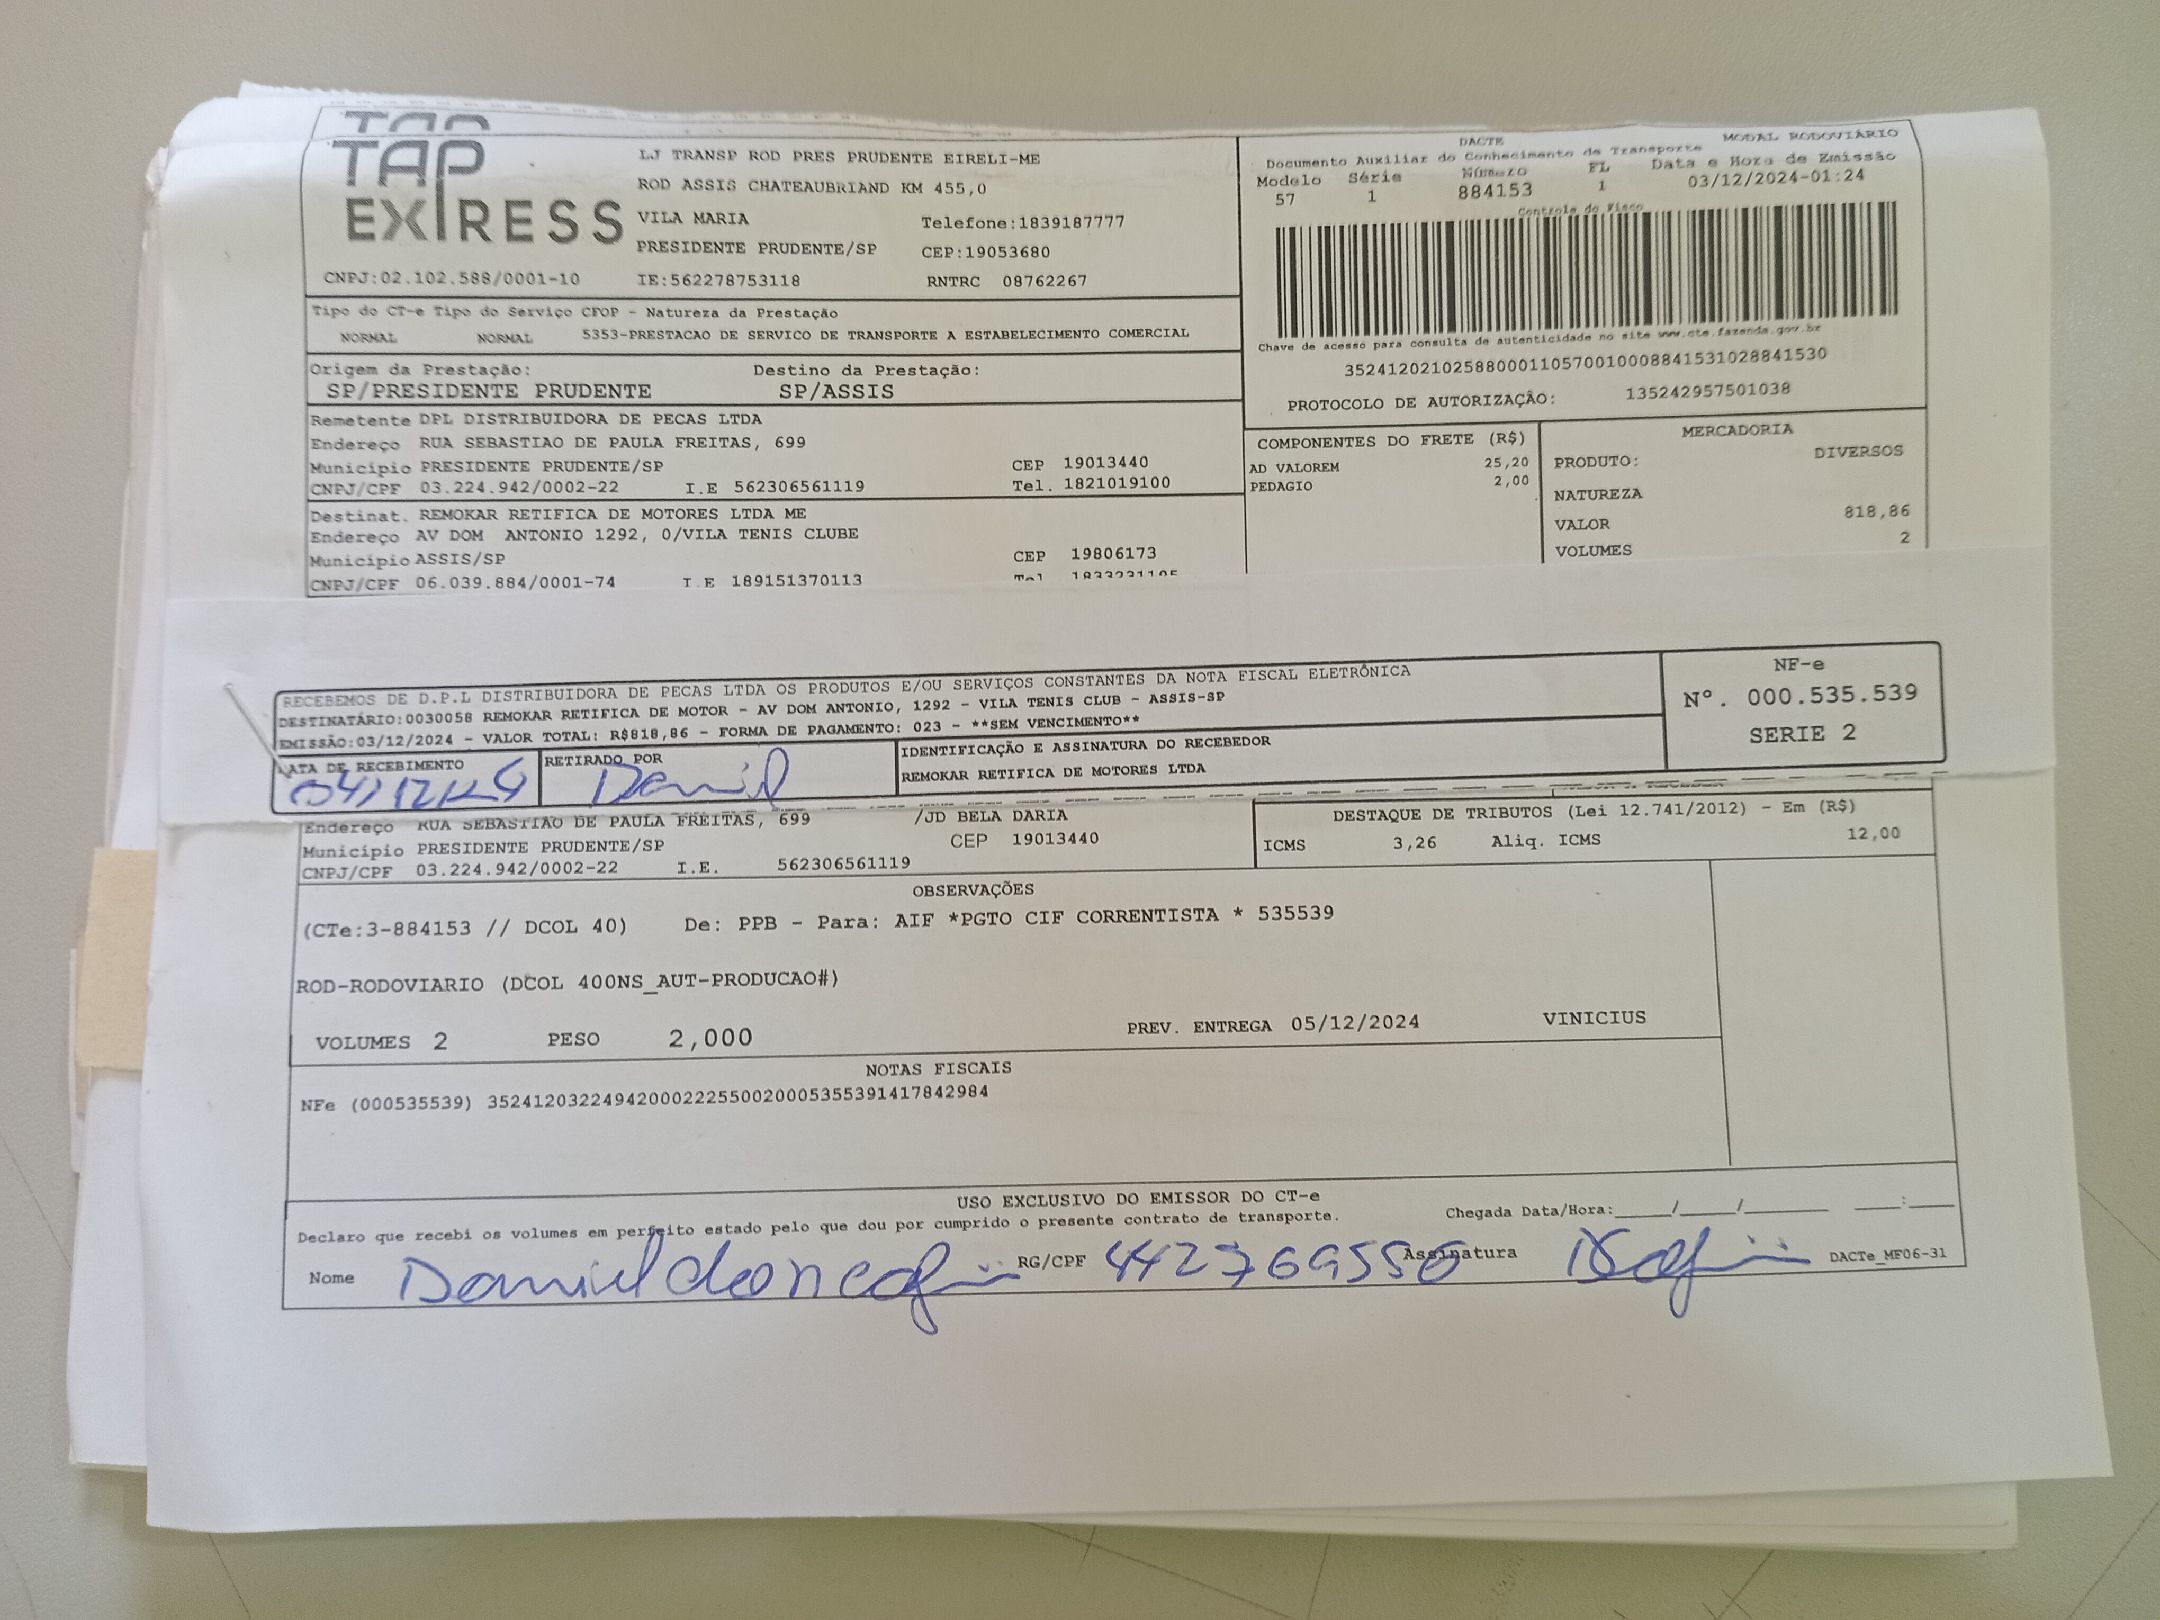 TAP
TAP
EXPRESS
LJ TRANSP ROD PRES PRUDENTE EIRELI-ME
ROD ASSIS CHATEAUBRIAND KM 455,0
VILA MARIA Telefone:1839187777
PRESIDENTE PRUDENTE/SP CEP:19053680
CNPJ:02.102.588/0001-10 IE:562278753118 RNTRC 08762267
DACTE MODAL RODOVIÁRIO
Documento Auxiliar do Conhecimento de Transporte
Modelo Série Número FL Data e Hora de Emissão
57 1 884153 1 03/12/2024-01:24
Controle do Fisco
Chave de acesso para consulta de autenticidade no site www.cte.fazenda.gov.br
35241202102588000110570010008841531028841530
PROTOCOLO DE AUTORIZAÇÃO: 135242957501038
Tipo do CT-e Tipo do Serviço CFOP - Natureza da Prestação
NORMAL NORMAL 5353-PRESTACAO DE SERVICO DE TRANSPORTE A ESTABELECIMENTO COMERCIAL
Origem da Prestação: Destino da Prestação:
SP/PRESIDENTE PRUDENTE SP/ASSIS
Remetente DPL DISTRIBUIDORA DE PECAS LTDA
Endereço RUA SEBASTIAO DE PAULA FREITAS, 699
Município PRESIDENTE PRUDENTE/SP CEP 19013440
CNPJ/CPF 03.224.942/0002-22 I.E 562306561119 Tel. 1821019100
Destinat. REMOKAR RETIFICA DE MOTORES LTDA ME
Endereço AV DOM ANTONIO 1292, 0/VILA TENIS CLUBE
Município ASSIS/SP CEP 19806173
CNPJ/CPF 06.039.884/0001-74 I.E 189151370113 Tel
COMPONENTES DO FRETE (R$)
AD VALOREM 25,20
PEDAGIO 2,00
MERCADORIA
PRODUTO: DIVERSOS
NATUREZA
VALOR 818,86
VOLUMES 2
RECEBEMOS DE D.P.L DISTRIBUIDORA DE PECAS LTDA OS PRODUTOS E/OU SERVIÇOS CONSTANTES DA NOTA FISCAL ELETRÔNICA
DESTINATÁRIO:0030058 REMOKAR RETIFICA DE MOTOR - AV DOM ANTONIO, 1292 - VILA TENIS CLUB - ASSIS-SP
EMISSÃO:03/12/2024 - VALOR TOTAL: R$818,86 - FORMA DE PAGAMENTO: 023 - **SEM VENCIMENTO**
DATA DE RECEBIMENTO RETIRADO POR IDENTIFICAÇÃO E ASSINATURA DO RECEBEDOR
04/12/24 Daniel REMOKAR RETIFICA DE MOTORES LTDA
NF-e
Nº. 000.535.539
SERIE 2
Endereço RUA SEBASTIAO DE PAULA FREITAS, 699 /JD BELA DARIA
Município PRESIDENTE PRUDENTE/SP CEP 19013440
CNPJ/CPF 03.224.942/0002-22 I.E. 562306561119
DESTAQUE DE TRIBUTOS (Lei 12.741/2012) - Em (R$)
ICMS 3,26 Aliq. ICMS 12,00
OBSERVAÇÕES
(CTe:3-884153 // DCOL 40) De: PPB - Para: AIF *PGTO CIF CORRENTISTA * 535539
ROD-RODOVIARIO (DCOL 400NS_AUT-PRODUCAO#)
VOLUMES 2 PESO 2,000 PREV. ENTREGA 05/12/2024 VINICIUS
NOTAS FISCAIS
NFe (000535539) 35241203224942000222550020005355391417842984
USO EXCLUSIVO DO EMISSOR DO CT-e
Declaro que recebi os volumes em perfeito estado pelo que dou por cumprido o presente contrato de transporte. Chegada Data/Hora:_____/_____/________ ____:____
Nome Daniel RG/CPF 442769556 Assinatura DACTe_MF06-31